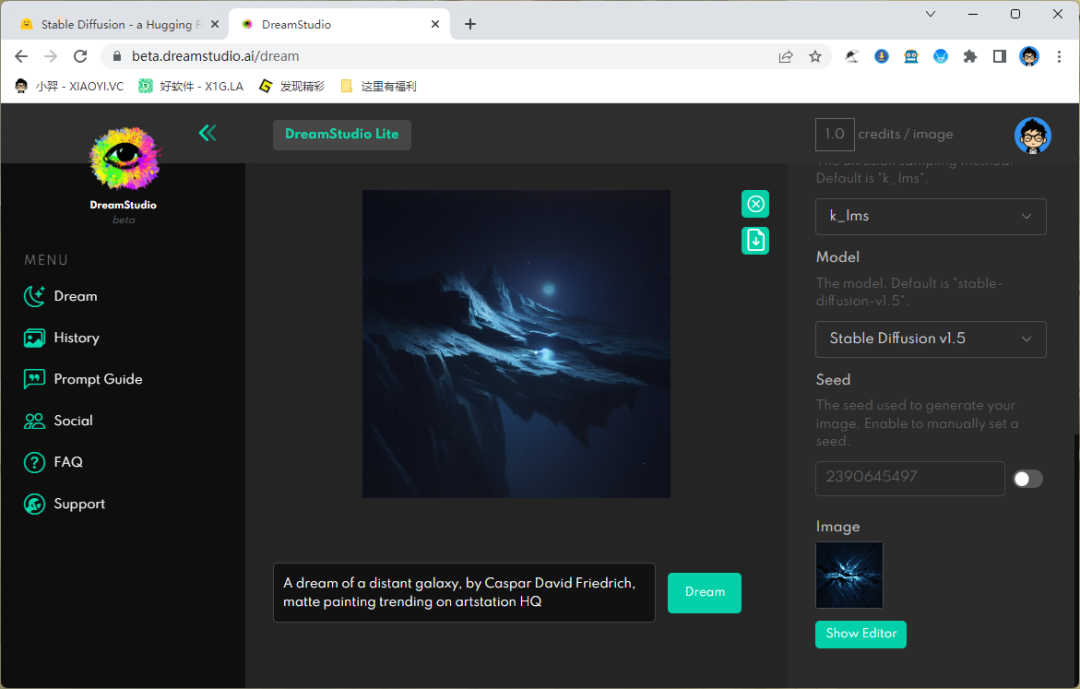 Stable Diffusion - a Hugging F
DreamStudio
beta.dreamstudio.ai/dream
小羿 - XIAOYI.VC
好软件 - X1G.LA
发现精彩
这里有福利
DreamStudio
beta
MENU
Dream
History
Prompt Guide
Social
FAQ
Support
DreamStudio Lite
A dream of a distant galaxy, by Caspar David Friedrich,
matte painting trending on artstation HQ
Dream
1.0 credits / image
The diffusion sampling method.
Default is "k_lms".
k_lms
Model
The model. Default is "stable-
diffusion-v1.5".
Stable Diffusion v1.5
Seed
The seed used to generate your
image. Enable to manually set a
seed.
2390645497
Image
Show Editor